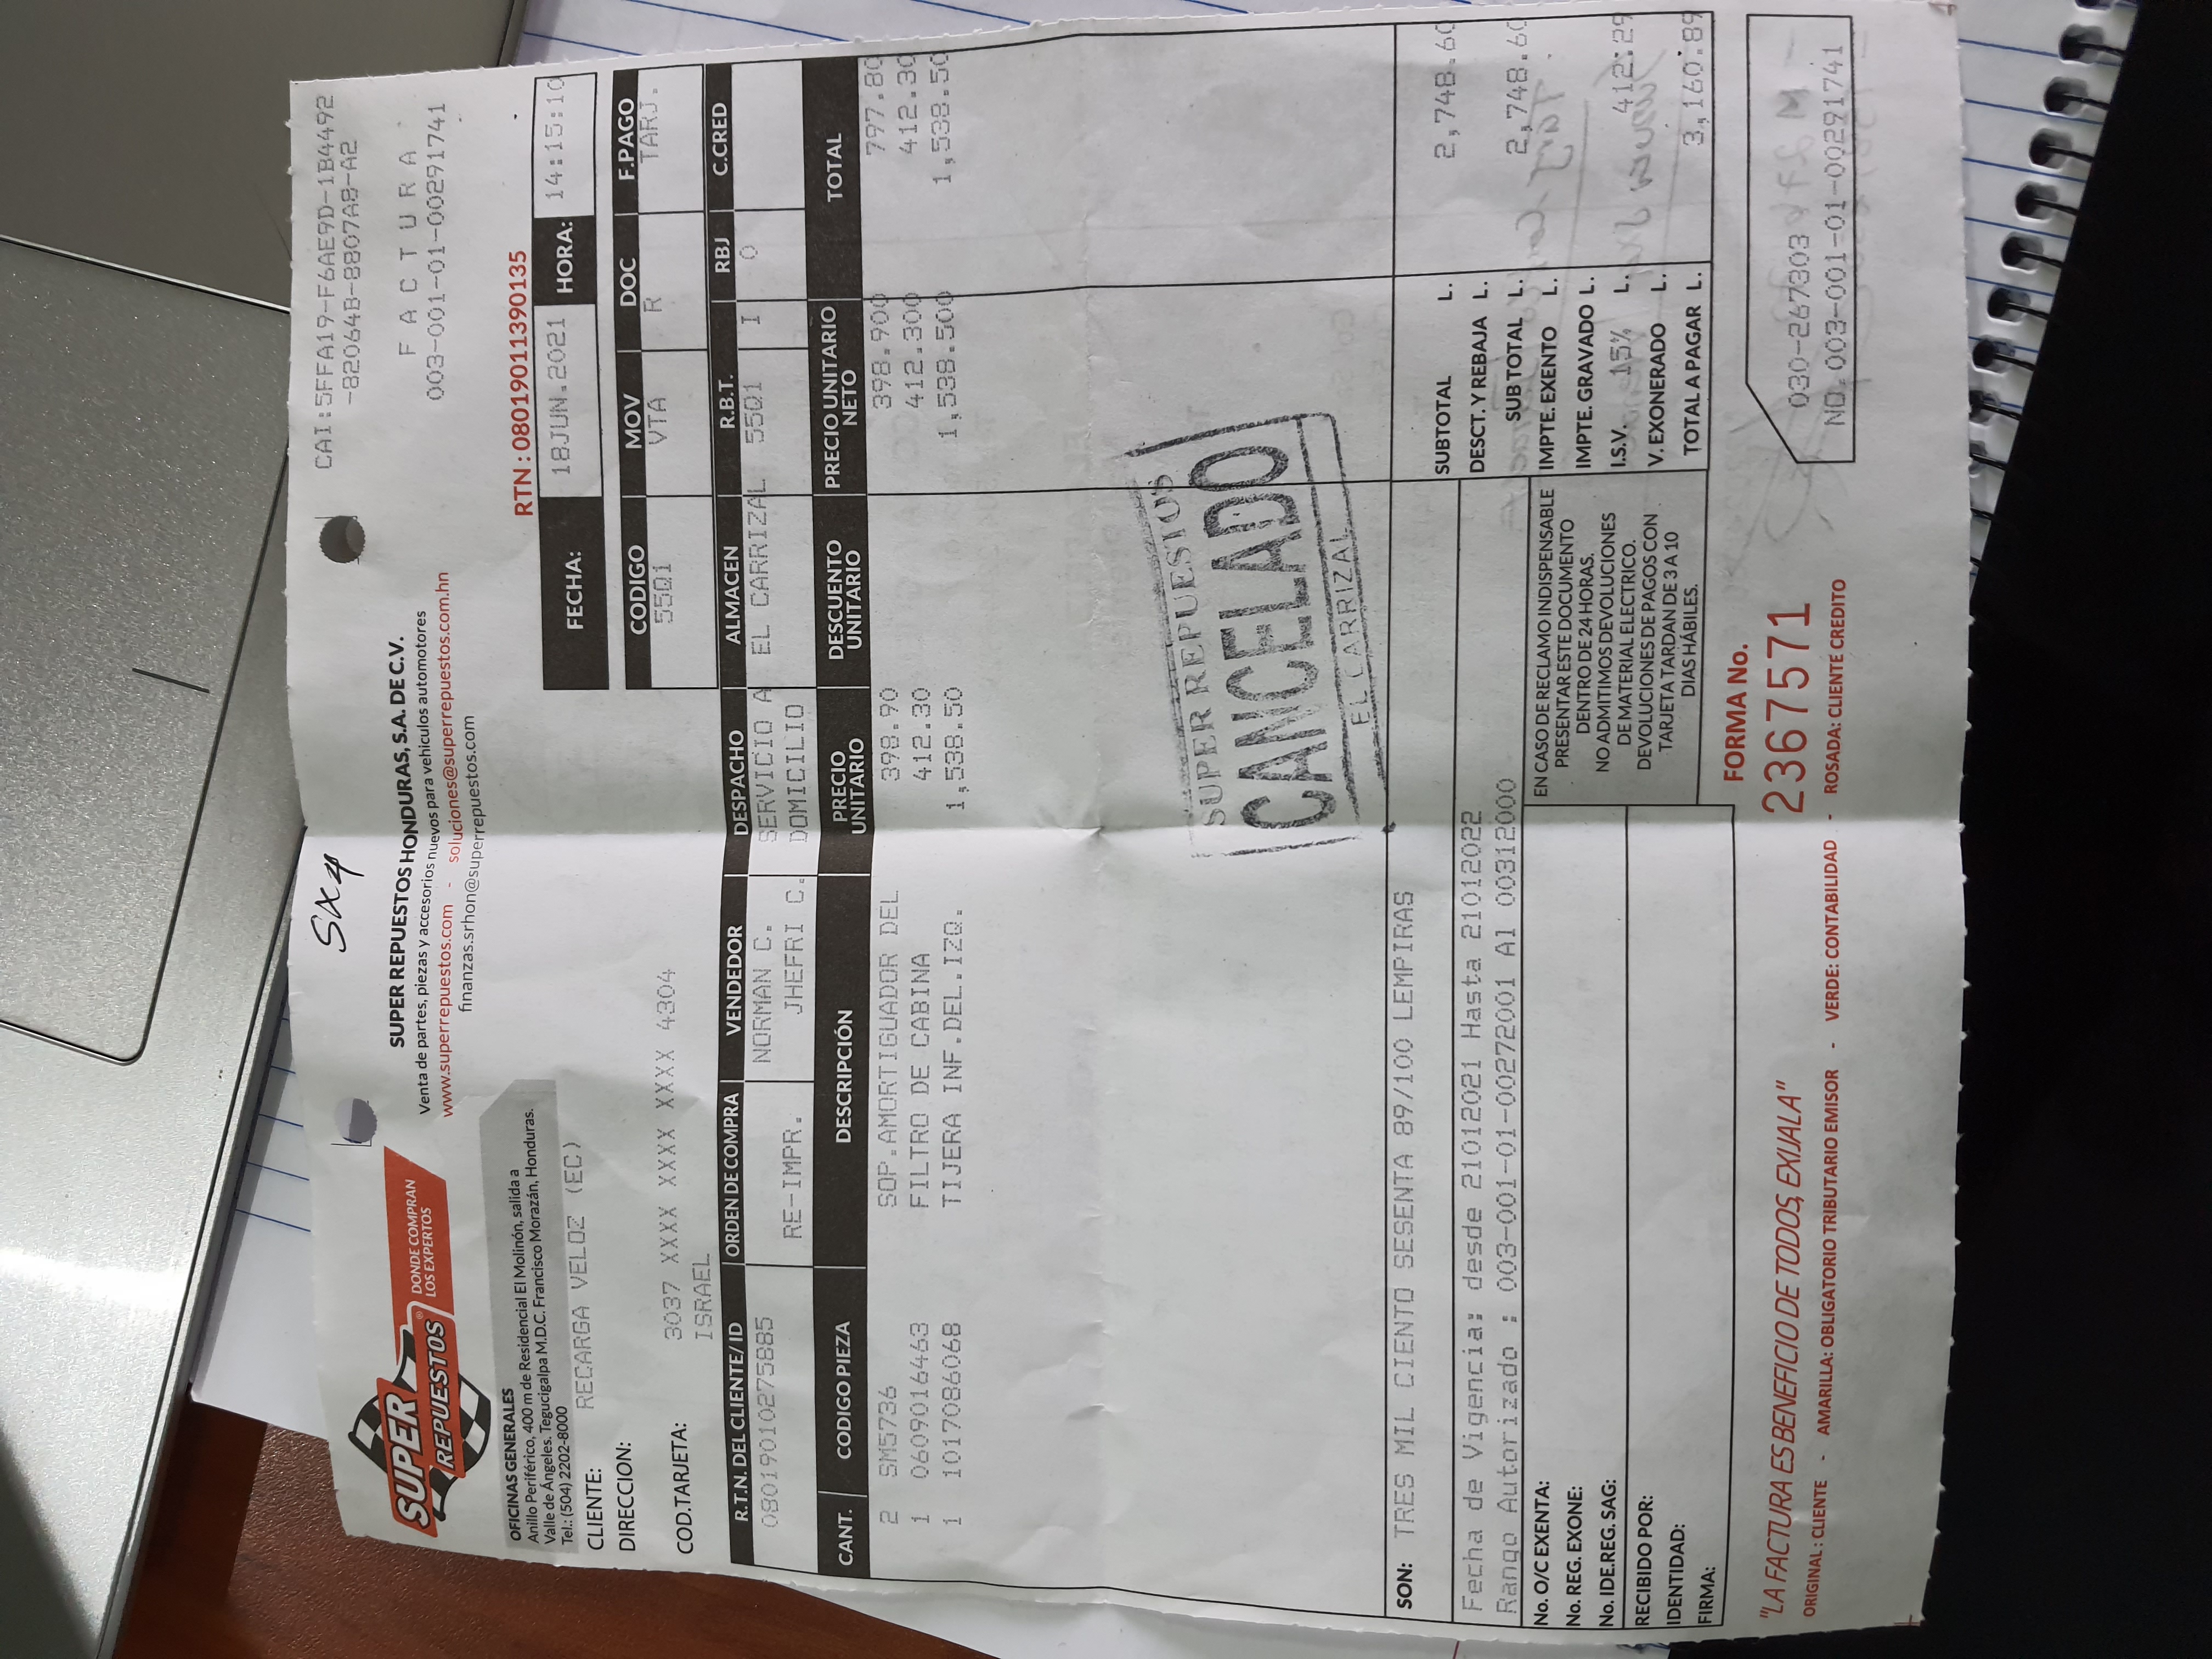 SX4
CAI:5FFA19-F6AE9D-1B4492
-82064B-8807A8-A2
SUPER
REPUESTOS®
DONDE COMPRAN
LOS EXPERTOS
SUPER REPUESTOS HONDURAS, S.A. DE C.V.
Venta de partes, piezas y accesorios nuevos para vehiculos automotores
www.superrepuestos.com - soluciones@superrepuestos.com.hn
finanzas.srhon@superrepuestos.com
F A C T U R A
003-001-01-00291741
OFICINAS GENERALES
Anillo Periférico, 400 m de Residencial El Molinón, salida a
Valle de Ángeles. Tegucigalpa M.D.C. Francisco Morazán, Honduras.
Tel.: (504) 2202-8000
RTN : 08019011390135
FECHA: 18JUN.2021 HORA: 14:15:10
CLIENTE: RECARGA VELOZ (EC)
DIRECCION:
COD.TARJETA: 3037 XXXX XXXX XXXX 4304
ISRAEL
CODIGO MOV DOC F.PAGO
55Q1 VTA R TARJ.
R.T.N. DEL CLIENTE/ ID ORDEN DE COMPRA VENDEDOR DESPACHO ALMACEN R.B.T. RBJ C.CRED
08019010275885 NORMAN C. SERVICIO A EL CARRIZAL 55Q1 I 0
RE-IMPR. JHEFRI C. DOMICILIO
CANT. CODIGO PIEZA DESCRIPCIÓN PRECIO UNITARIO DESCUENTO UNITARIO PRECIO UNITARIO NETO TOTAL
2 SM5736 SOP.AMORTIGUADOR DEL 398.90 398.900 797.80
1 0609016463 FILTRO DE CABINA 412.30 412.300 412.30
1 1017086068 TIJERA INF.DEL.IZQ. 1,538.50 1,538.500 1,538.50
SUPER REPUESTOS
CANCELADO
EL CARRIZAL
SON: TRES MIL CIENTO SESENTA 89/100 LEMPIRAS
Fecha de Vigencia: desde 21012021 Hasta 21012022
Rango Autorizado : 003-001-01-00272001 Al 00312000
No. O/C EXENTA:
No. REG. EXONE:
No. IDE.REG. SAG:
RECIBIDO POR:
IDENTIDAD:
FIRMA:
EN CASO DE RECLAMO INDISPENSABLE
PRESENTAR ESTE DOCUMENTO
DENTRO DE 24 HORAS.
NO ADMITIMOS DEVOLUCIONES
DE MATERIAL ELECTRICO.
DEVOLUCIONES DE PAGOS CON
TARJETA TARDAN DE 3 A 10
DIAS HÁBILES.
SUBTOTAL L. 2,748.60
DESCT. Y REBAJA L.
SUB TOTAL L. 2,748.60
IMPTE. EXENTO L.
IMPTE. GRAVADO L.
I.S.V. 15% L. 412:29
V. EXONERADO L.
TOTAL A PAGAR L. 3,160:89
FORMA No.
2367571
"LA FACTURA ES BENEFICIO DE TODOS, EXIJALA"
ORIGINAL : CLIENTE - AMARILLA: OBLIGATORIO TRIBUTARIO EMISOR - VERDE: CONTABILIDAD - ROSADA: CLIENTE CREDITO
030-267303
NO.003-001-01-00291741